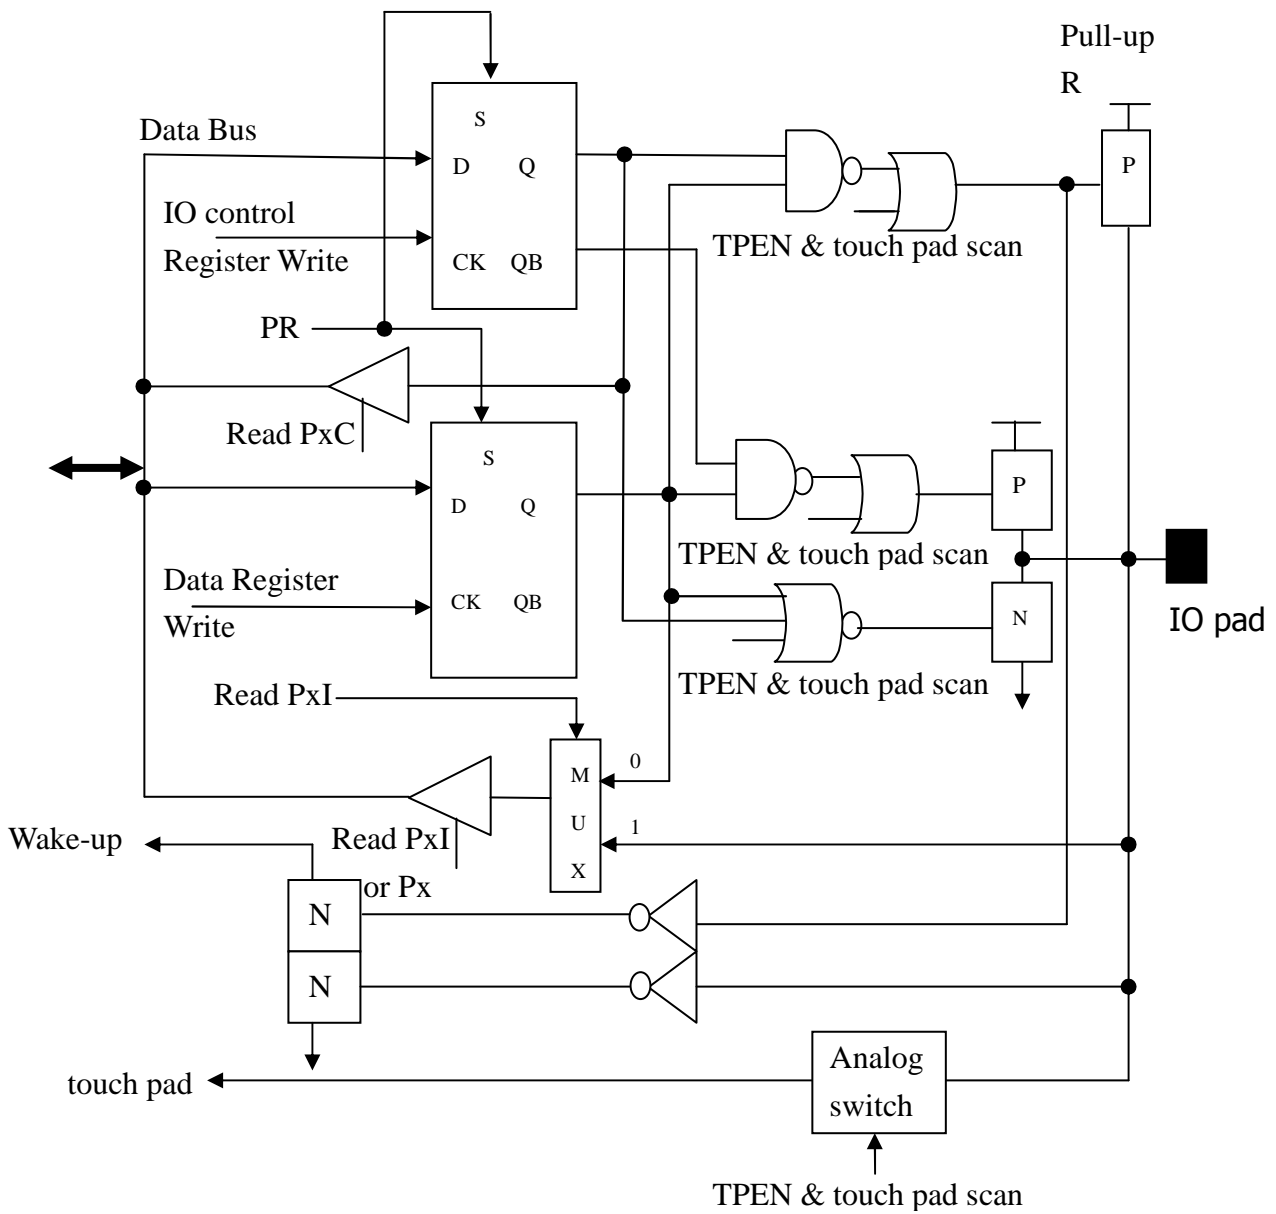 Pull-up
R
S
Data Bus
D
Q
P
IO control
Register Write
TPEN & touch pad scan
CK
QB
PR
Read PxC
S
D
Q
P
TPEN & touch pad scan
Data Register
Write
CK
QB
N
IO pad
TPEN & touch pad scan
Read PxI
M
U
X
0
1
Wake-up
Read PxI
or Px
N
N
Analog
switch
touch pad
TPEN & touch pad scan